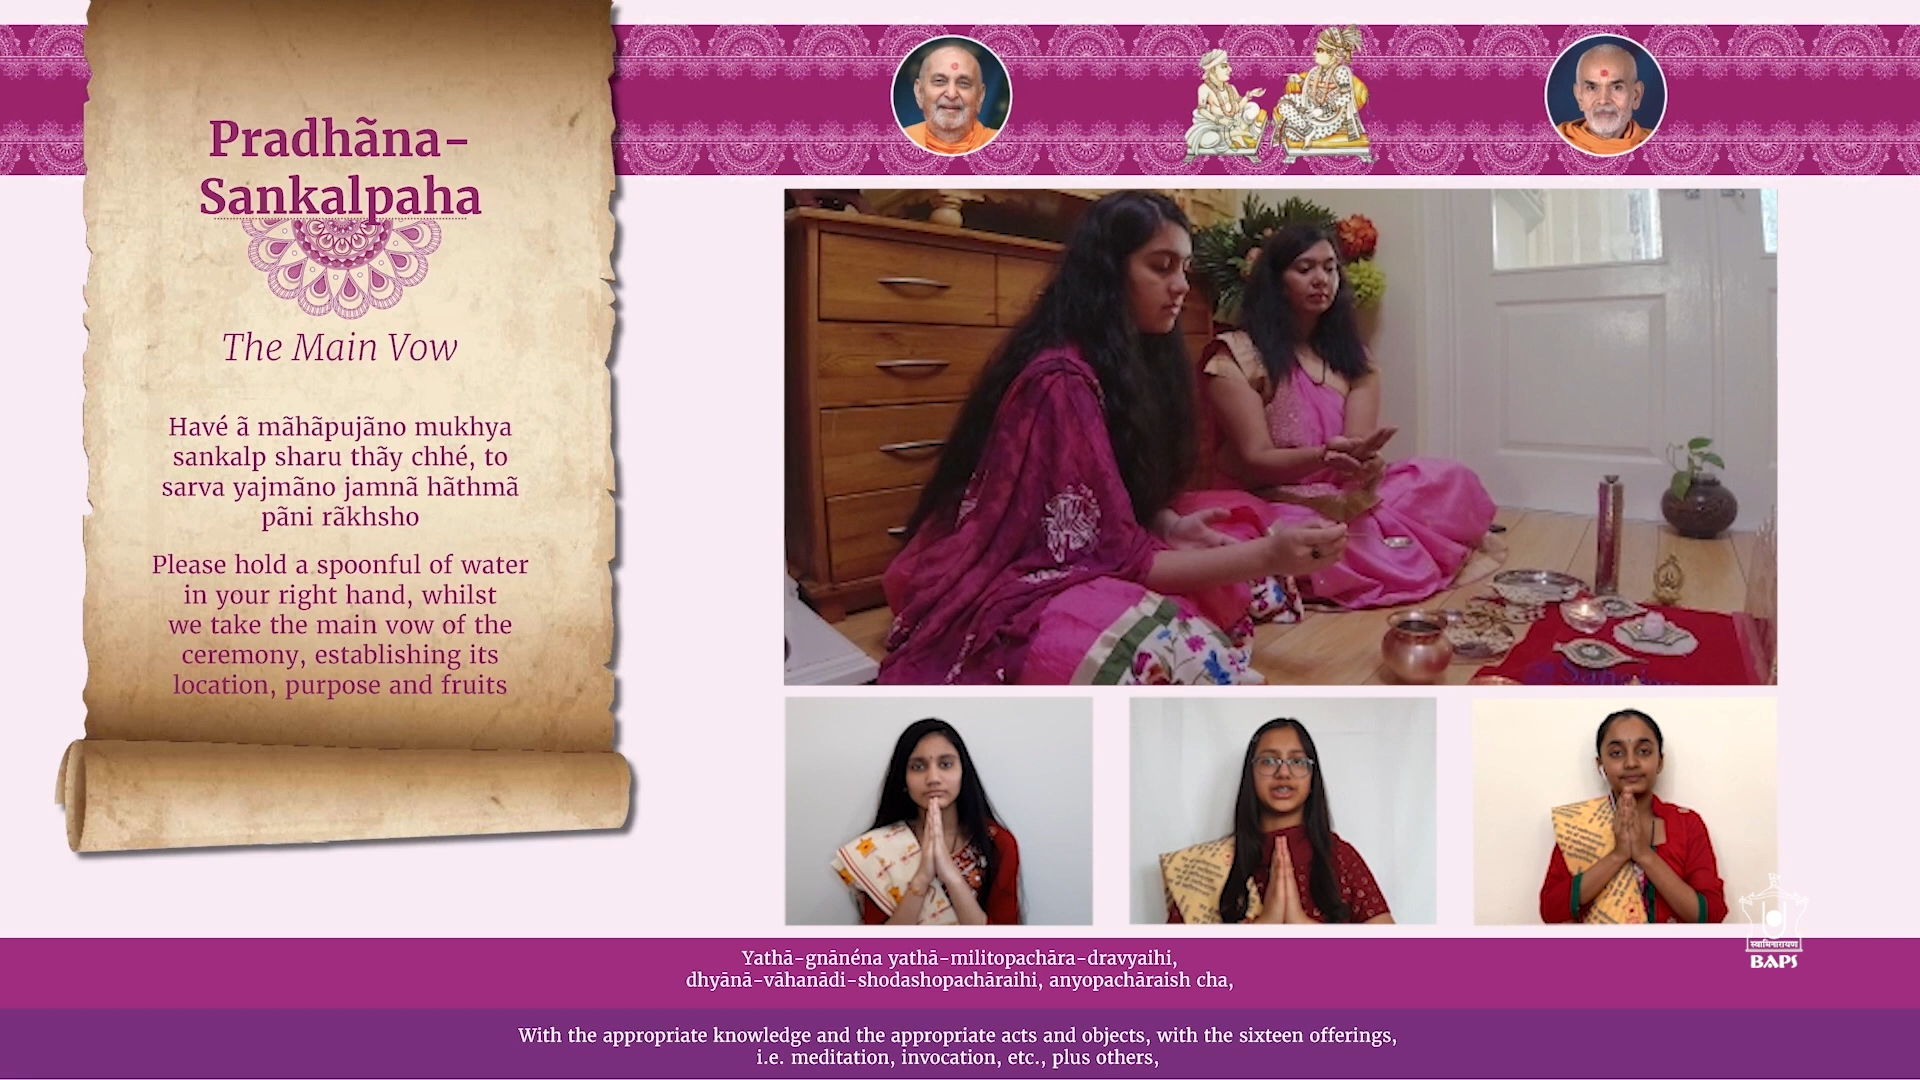 Pradhãna-
Sankalpaha
The Main Vow
Havé ã mãhãpujãno mukhya
sankalp sharu thãy chhé, to
sarva yajmãno jamnã hãthmã
pãni rãkhsho
Please hold a spoonful of water
in your right hand, whilst
we take the main vow of the
ceremony, establishing its
location, purpose and fruits
स्वामिनारायण
BAPS
Yathā-gnānéna yathā-militopachāra-dravyaihi,
dhyānā-vāhanādi-shodashopachāraihi, anyopachāraish cha,
With the appropriate knowledge and the appropriate acts and objects, with the sixteen offerings,
i.e. meditation, invocation, etc., plus others,